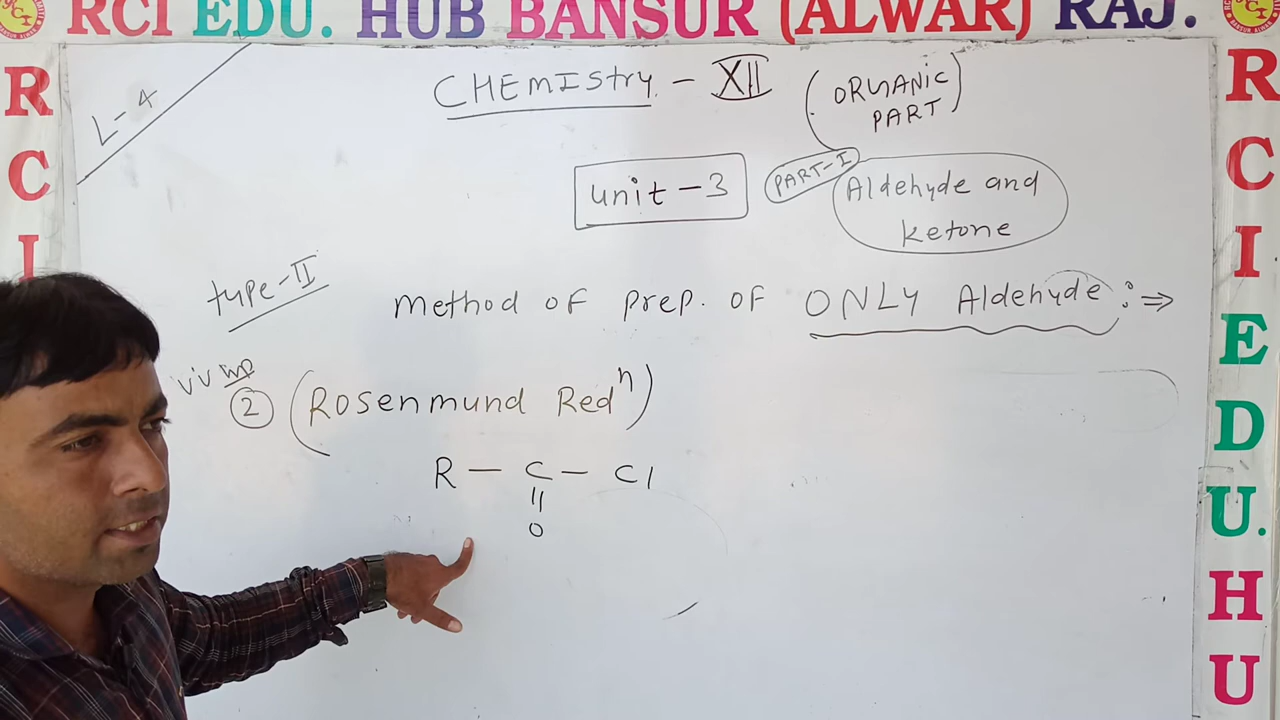 RCI EDU. HUB BANSUR (ALWAR) RAJ.
R
C
I
R
C
I
E
D
U.
H
U
L-4
CHEMIStry - XII
(ORGANIC
PART)
unit-3
PART-I
Aldehyde and
ketone
type-II
method of prep. of ONLY Aldehyde :⇒
VVImp
② (Rosenmund Redⁿ)
R — C — Cl
||
O